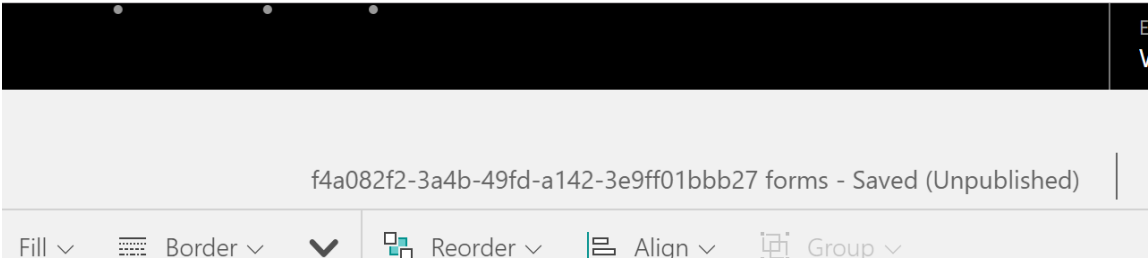 f4a082f2-3a4b-49fd-a142-3e9ff01bbb27 forms - Saved (Unpublished)
Fill Border Reorder Align Group